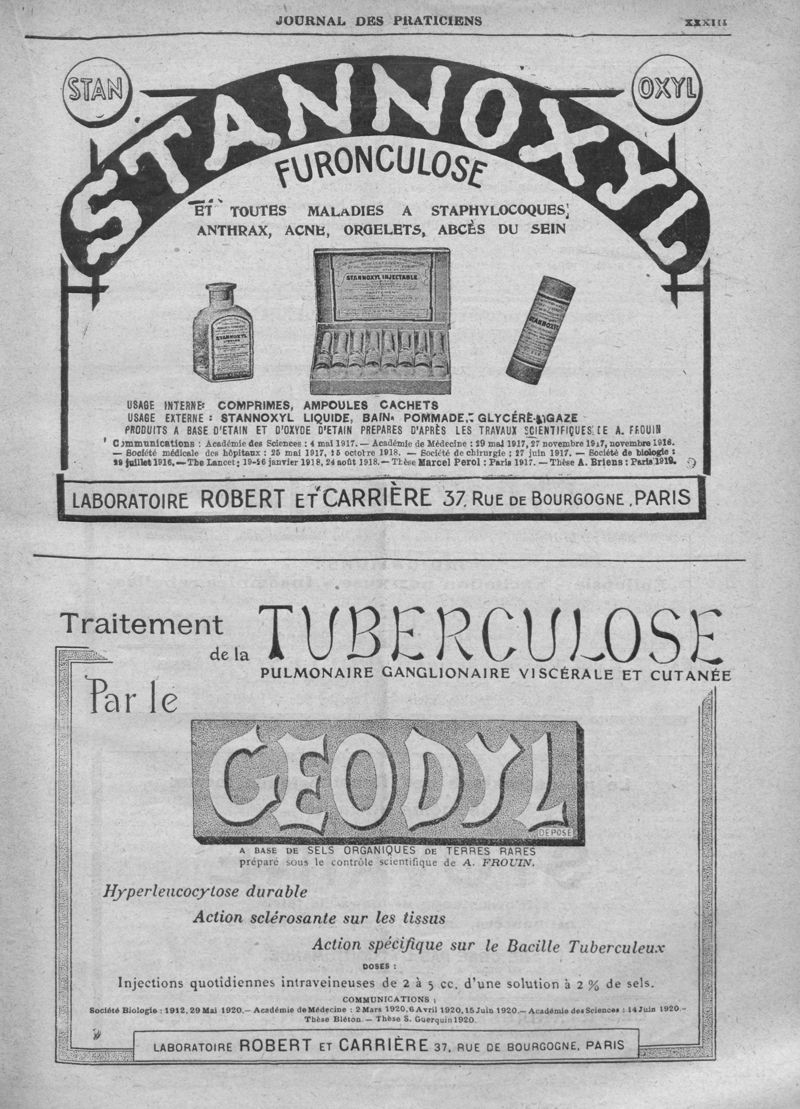 JOURNAL DES PRATICIENS
STAN
OXYL
STANNOXYL
FURONCULOSE
ET TOUTES MALADIES A STAPHYLOCOQUES,
ANTHRAX, ACNE, ORGELETS, ABCÈS DU SEIN
STANNOXYL INJECTABLE
STANNOXYL
STANNOXYL
USAGE INTERNE: COMPRIMES, AMPOULES CACHETS
USAGE EXTERNE : STANNOXYL LIQUIDE, BAIN, POMMADE, GLYCÉRÉ, GAZE
PRODUITS A BASE D'ETAIN ET D'OXYDE D'ETAIN PREPARES D'APRÈS LES TRAVAUX SCIENTIFIQUES DE A. FROUIN
Communications : Académie des Sciences : 4 mai 1917. — Académie de Médecine : 29 mai 1917, 27 novembre 1917, novembre 1918.
— Société médicale des hôpitaux : 25 mai 1917, 15 octobre 1918. — Société de chirurgie : 27 juin 1917. — Société de biologie :
29 juillet 1916. — The Lancet; 19-26 janvier 1918, 24 août 1918. — Thèse Marcel Perol : Paris 1917. — Thèse A. Briens : Paris 1919.
LABORATOIRE ROBERT ET CARRIÈRE 37, RUE DE BOURGOGNE, PARIS
Traitement
de la TUBERCULOSE
PULMONAIRE GANGLIONAIRE VISCÉRALE ET CUTANÉE
Par le
GEODYL
DÉPOSÉ
A BASE DE SELS ORGANIQUES DE TERRES RARES
préparé sous le contrôle scientifique de A. FROUIN.
Hyperleucocytose durable
Action sclérosante sur les tissus
Action spécifique sur le Bacille Tuberculeux
DOSES :
Injections quotidiennes intraveineuses de 2 à 5 cc. d'une solution à 2 % de sels.
COMMUNICATIONS :
Société Biologie : 1912, 29 Mai 1920. — Académie de Médecine : 2 Mars 1920, 6 Avril 1920, 15 Juin 1920. — Académie des Sciences : 14 Juin 1920. —
Thèse Bléton. — Thèse S. Guerquin 1920.
LABORATOIRE ROBERT ET CARRIÈRE 37, RUE DE BOURGOGNE, PARIS